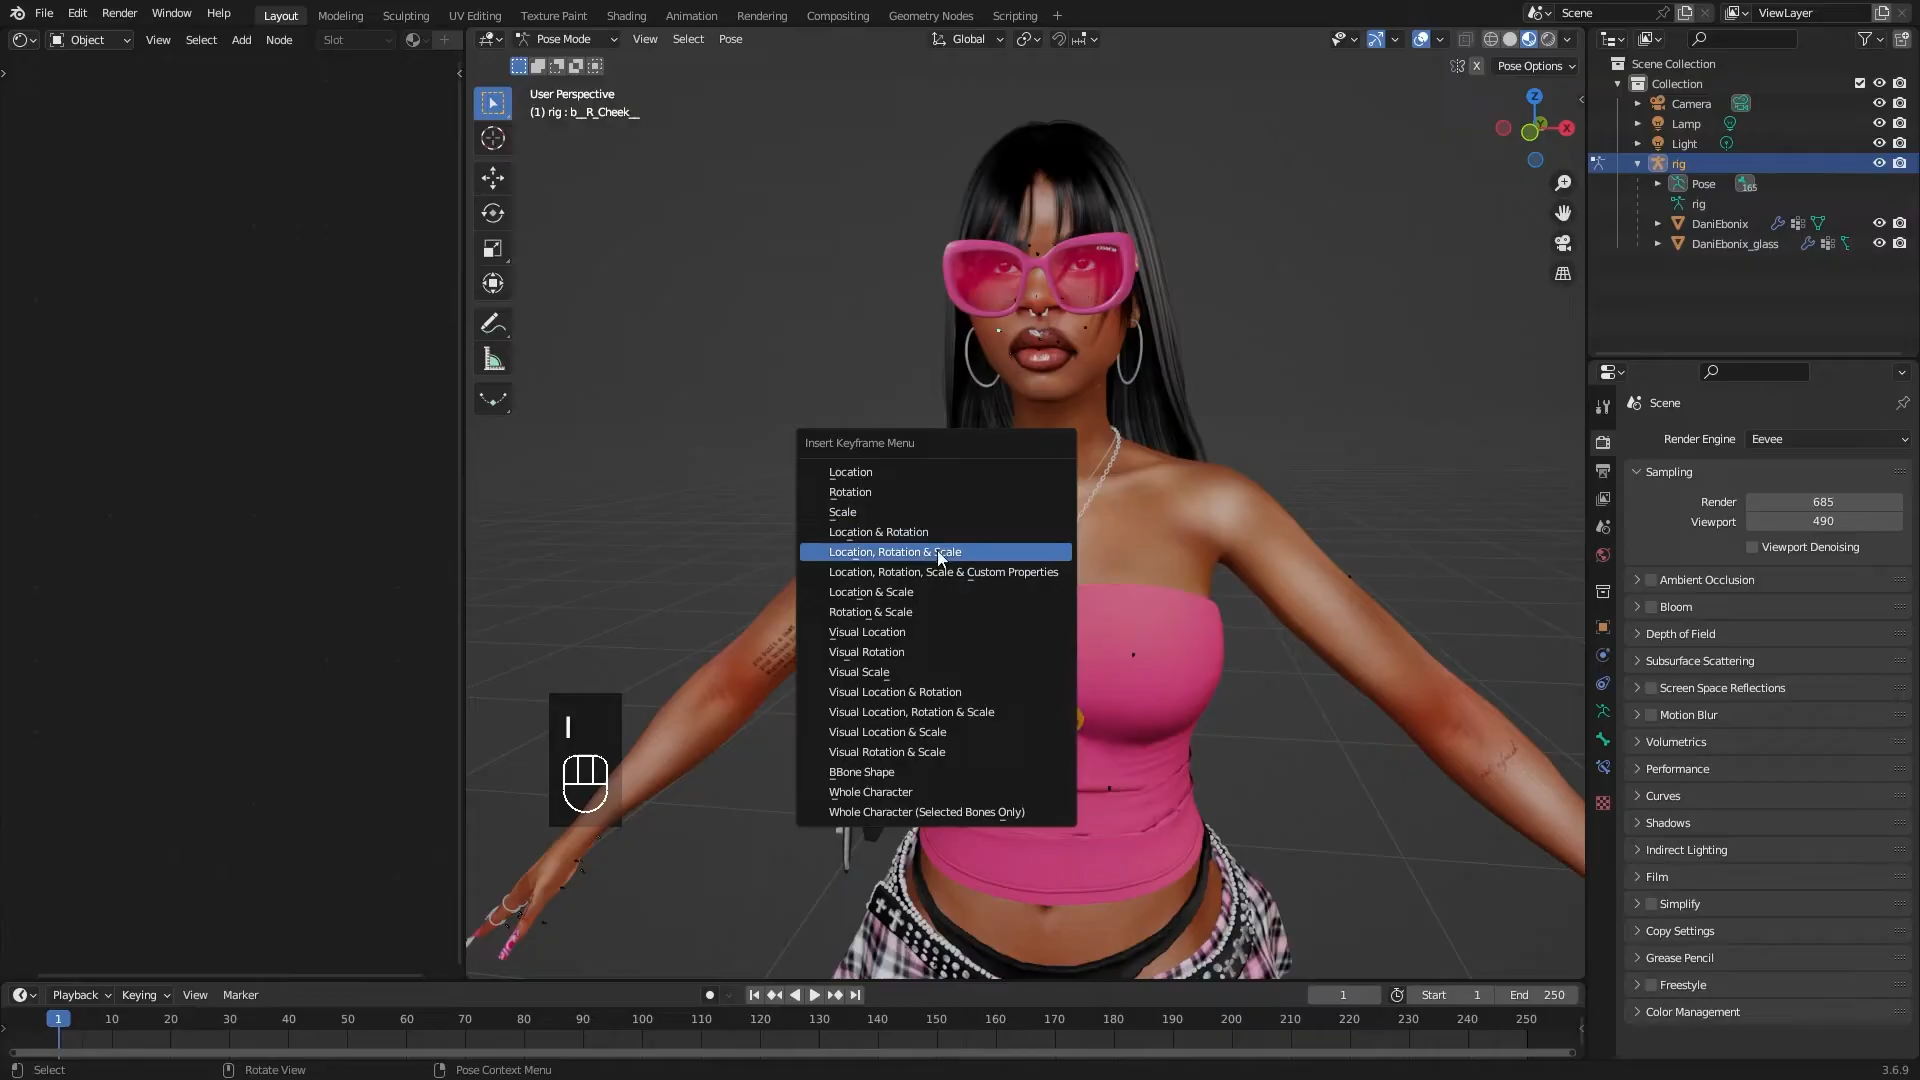 File Edit Render Window Help Layout Modeling Sculpting UV Editing Texture Paint Shading Animation Rendering Compositing Geometry Nodes Scripting + Scene ViewLayer
Object View Select Add Node Slot Pose Mode View Select Pose Global
X Pose Options
User Perspective
(1) rig : b__R_Cheek__
Z
X
Scene Collection
Collection
Camera
Lamp
Light
rig
Pose 165
rig
DaniEbonix
DaniEbonix_glass
COACH
Insert Keyframe Menu
Location
Rotation
Scale
Location & Rotation
Location, Rotation & Scale
Location, Rotation, Scale & Custom Properties
Location & Scale
Rotation & Scale
Visual Location
Visual Rotation
Visual Scale
Visual Location & Rotation
Visual Location, Rotation & Scale
Visual Location & Scale
Visual Rotation & Scale
BBone Shape
Whole Character
Whole Character (Selected Bones Only)
I
Scene
Render Engine Eevee
Sampling
Render 685
Viewport 490
Viewport Denoising
Ambient Occlusion
Bloom
Depth of Field
Subsurface Scattering
Screen Space Reflections
Motion Blur
Volumetrics
Performance
Curves
Shadows
Indirect Lighting
Film
Simplify
Copy Settings
Grease Pencil
Freestyle
Color Management
Playback Keying View Marker 1 Start 1 End 250
1 10 20 30 40 50 60 70 80 90 100 110 120 130 140 150 160 170 180 190 200 210 220 230 240 250
Select Rotate View Pose Context Menu 3.6.9